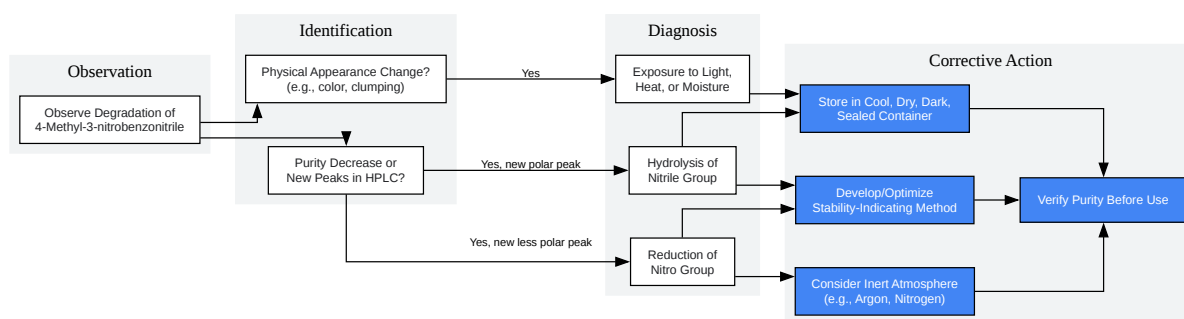 Observation
Observe Degradation of
4-Methyl-3-nitrobenzonitrile
Identification
Physical Appearance Change?
(e.g., color, clumping)
Purity Decrease or
New Peaks in HPLC?
Yes
Yes, new polar peak
Yes, new less polar peak
Diagnosis
Exposure to Light,
Heat, or Moisture
Hydrolysis of
Nitrile Group
Reduction of
Nitro Group
Corrective Action
Store in Cool, Dry, Dark,
Sealed Container
Develop/Optimize
Stability-Indicating Method
Consider Inert Atmosphere
(e.g., Argon, Nitrogen)
Verify Purity Before Use